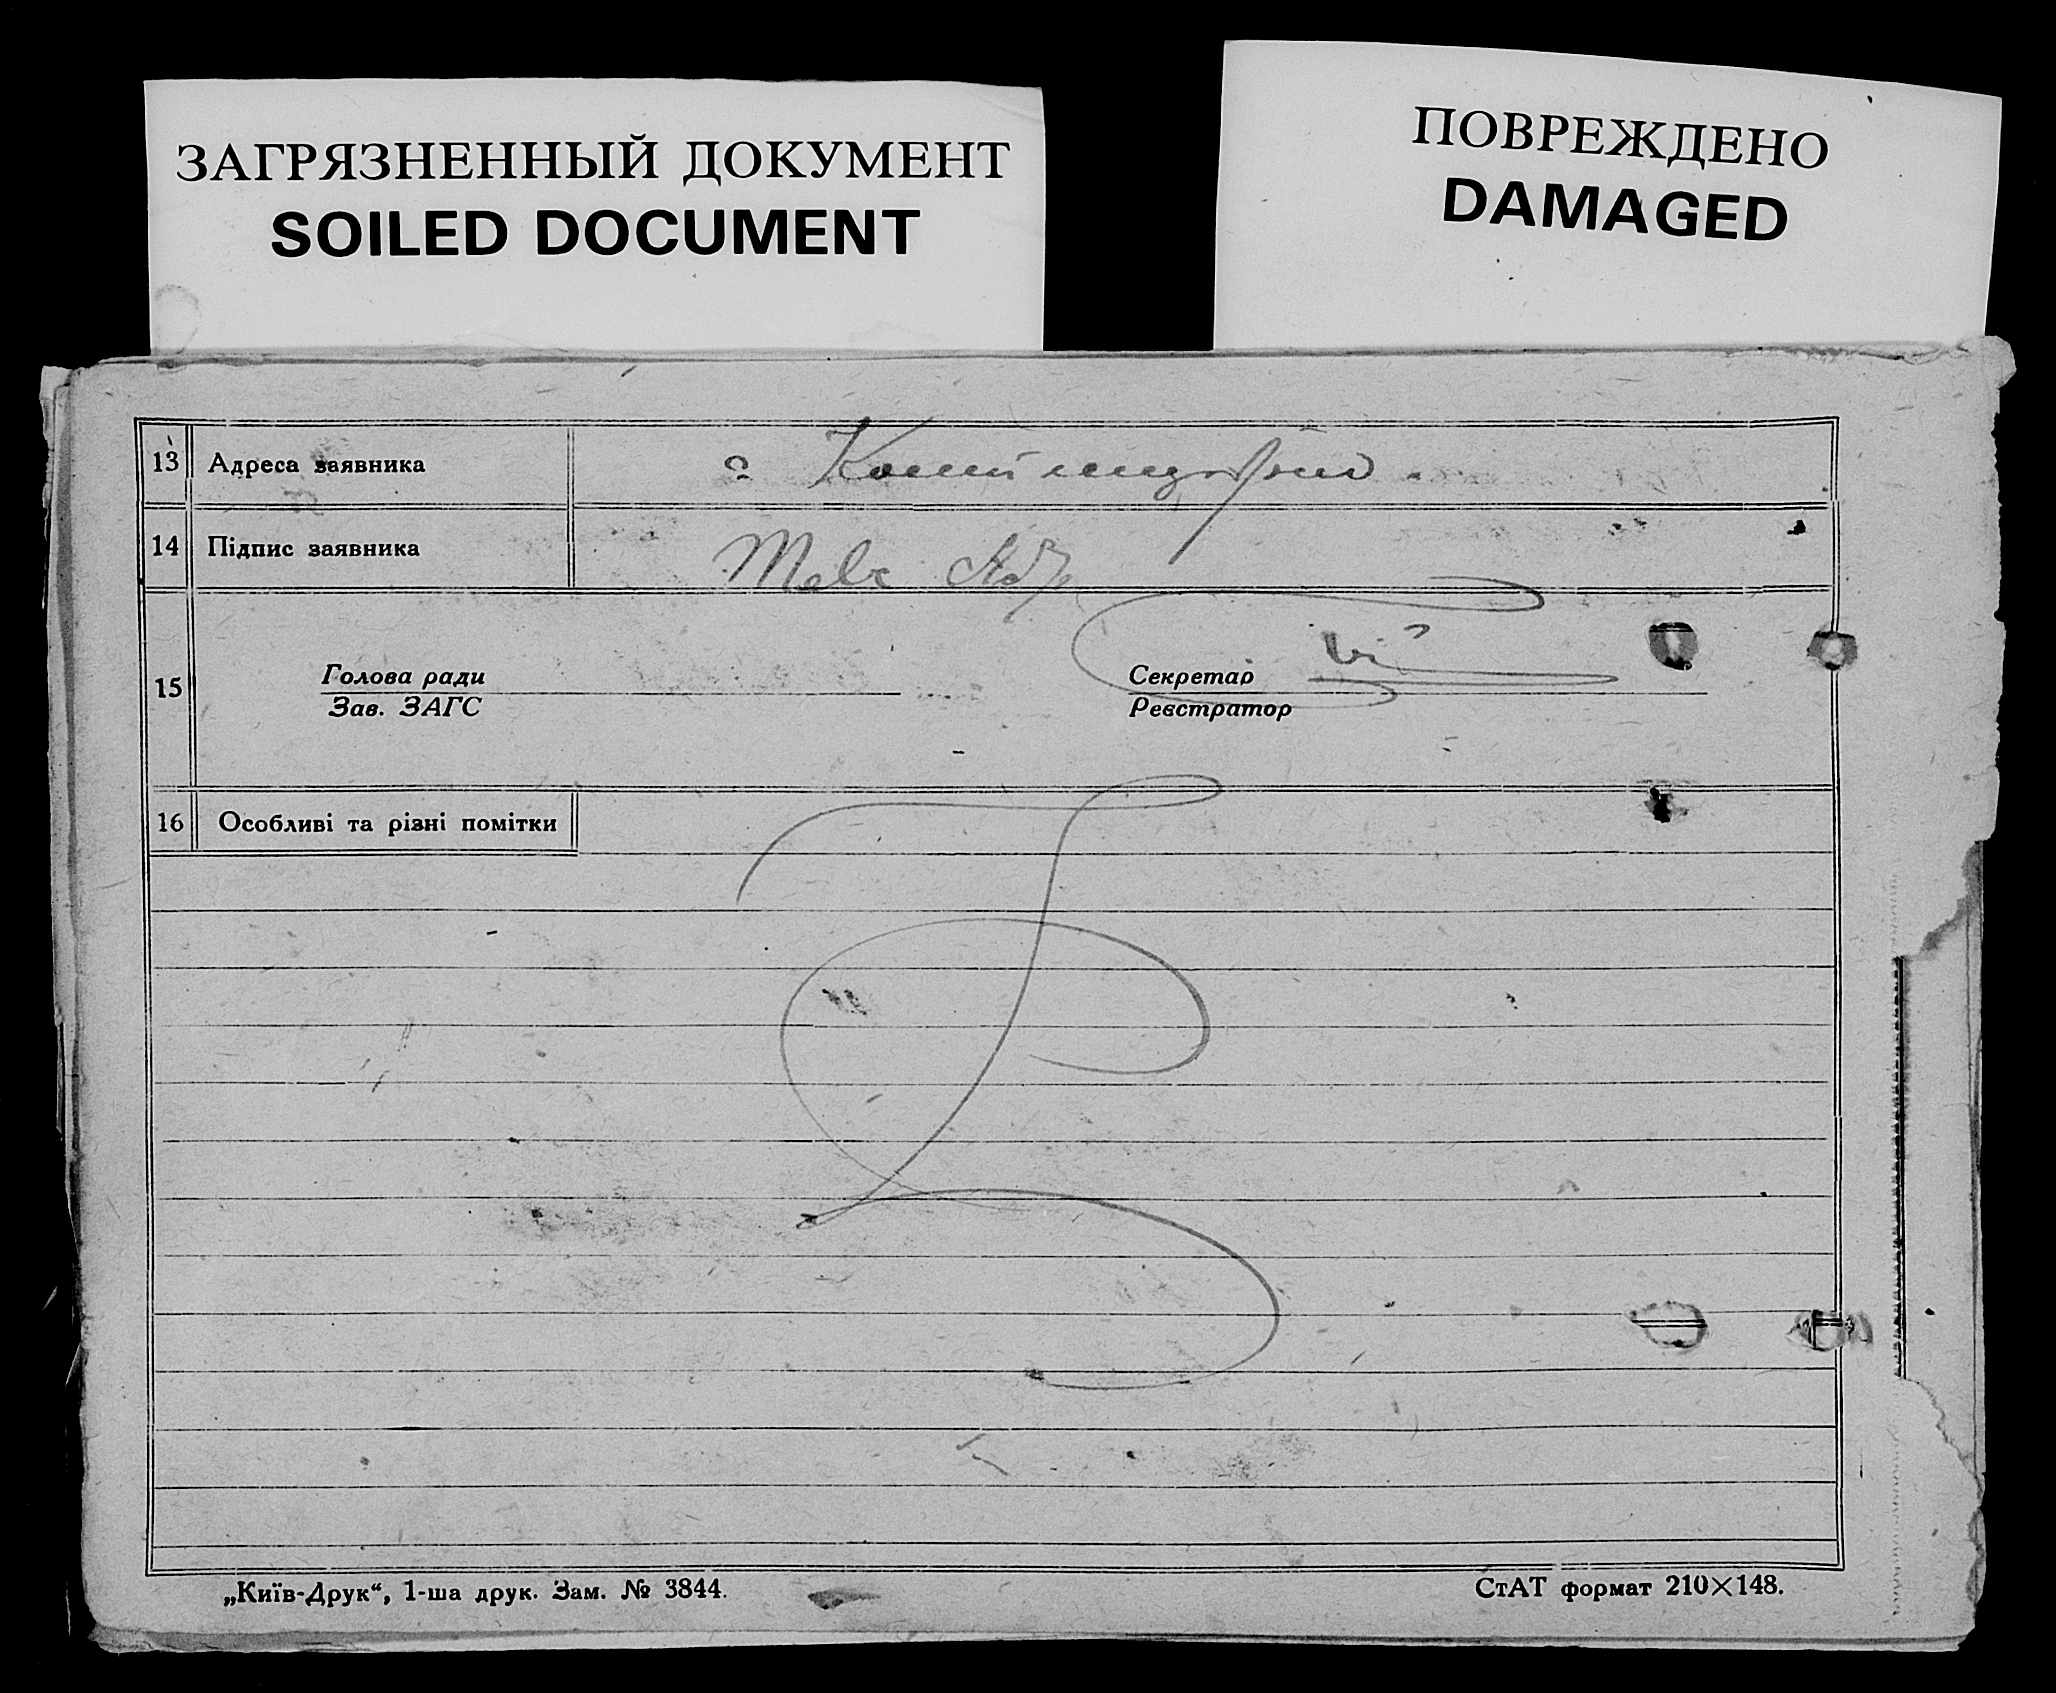 ЗАГРЯЗНЕННЫЙ ДОКУМЕНТ
SOILED DOCUMENT
ПОВРЕЖДЕНО
DAMAGED
13 Адреса заявника с
14 Підпис заявника
15
Голова ради
Зав. ЗАГС
Секретар
Реєстратор
16 Особливі та різні помітки
„Київ-Друк“, 1-ша друк. Зам. № 3844.
СтАТ формат 210×148.